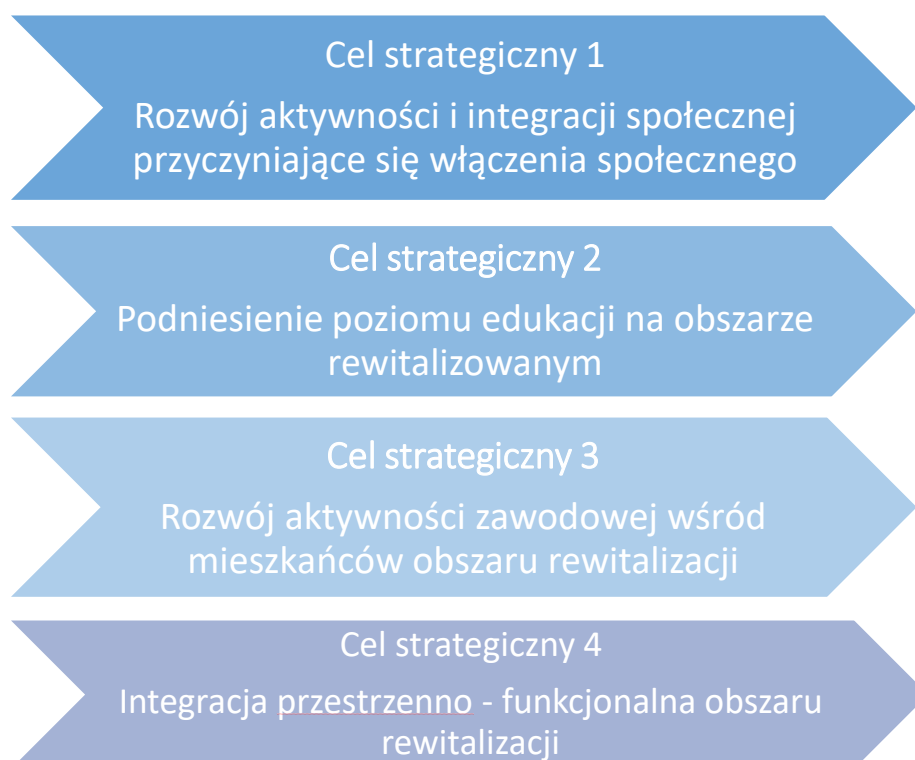 Cel strategiczny 1
Rozwój aktywności i integracji społecznej
przyczyniające się włączenia społecznego
Cel strategiczny 2
Podniesienie poziomu edukacji na obszarze
rewitalizowanym
Cel strategiczny 3
Rozwój aktywności zawodowej wśród
mieszkańców obszaru rewitalizacji
Cel strategiczny 4
Integracja przestrzenno - funkcjonalna obszaru
rewitalizacji